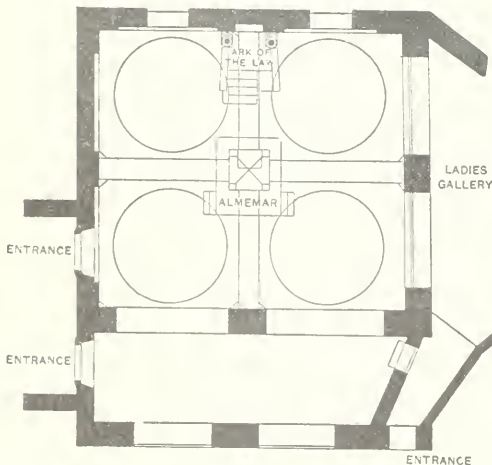 ARK OF
THE LAW
LADIES
GALLERY
ALMEMAR
ENTRANCE
ENTRANCE
ENTRANCE